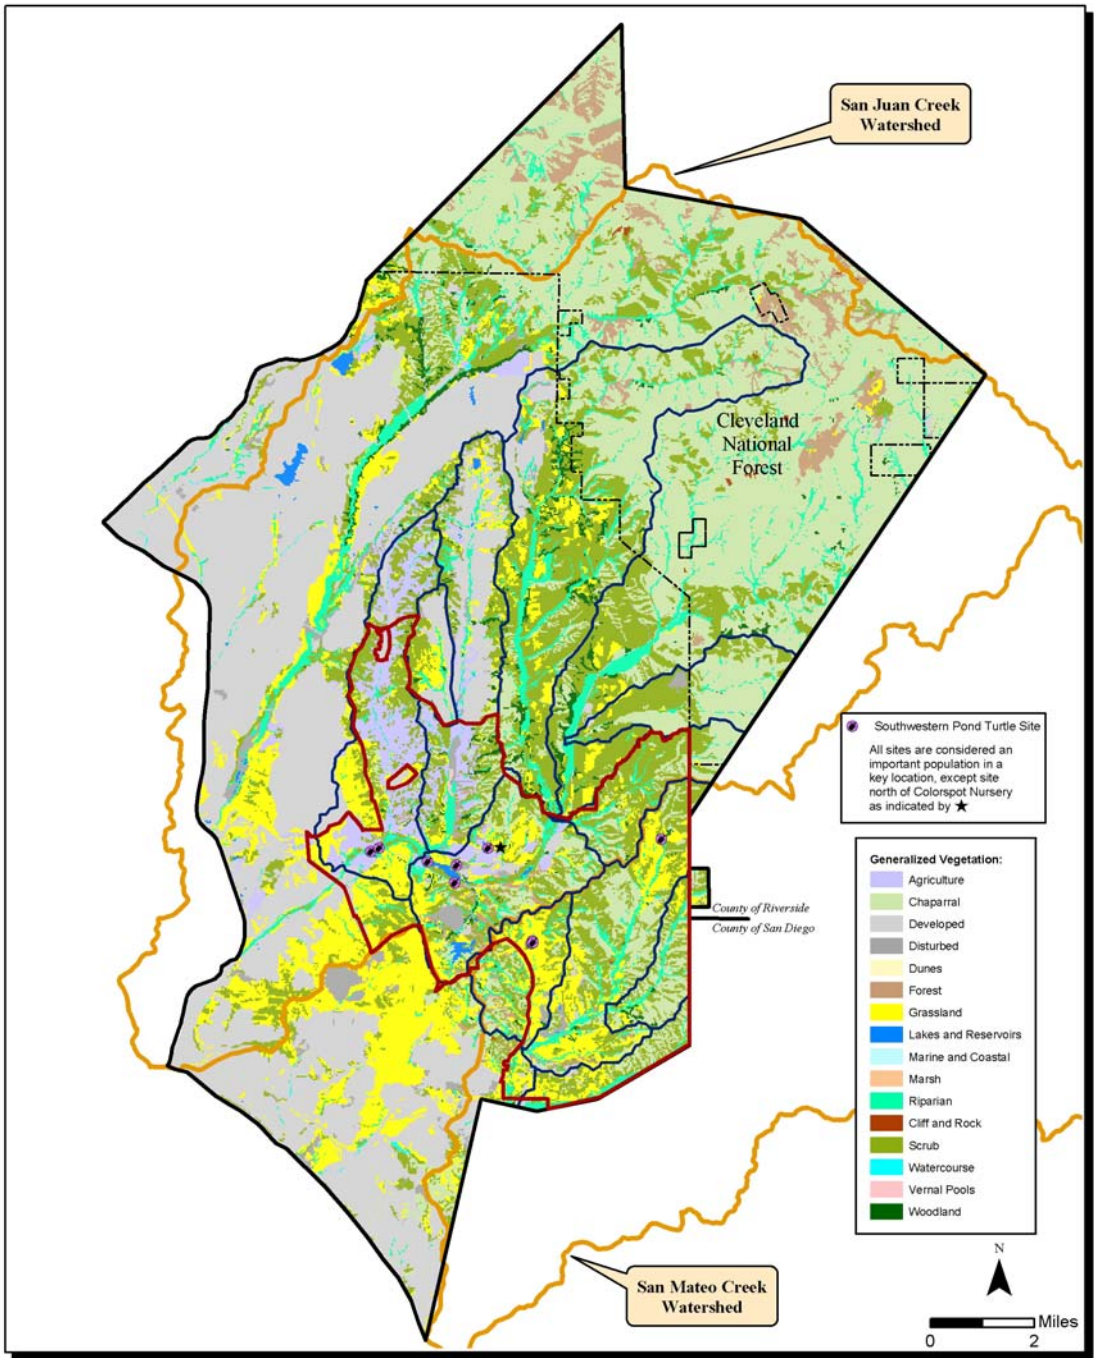 San Juan Creek
Watershed
Cleveland
National
Forest
Southwestern Pond Turtle Site
All sites are considered an
important population in a
key location, except site
north of Colorspot Nursery
as indicated by ★
Generalized Vegetation:
Agriculture
Chaparral
Developed
Disturbed
Dunes
Forest
Grassland
Lakes and Reservoirs
Marine and Coastal
Marsh
Riparian
Cliff and Rock
Scrub
Watercourse
Vernal Pools
Woodland
County of Riverside
County of San Diego
San Mateo Creek
Watershed
N
Miles
0 2